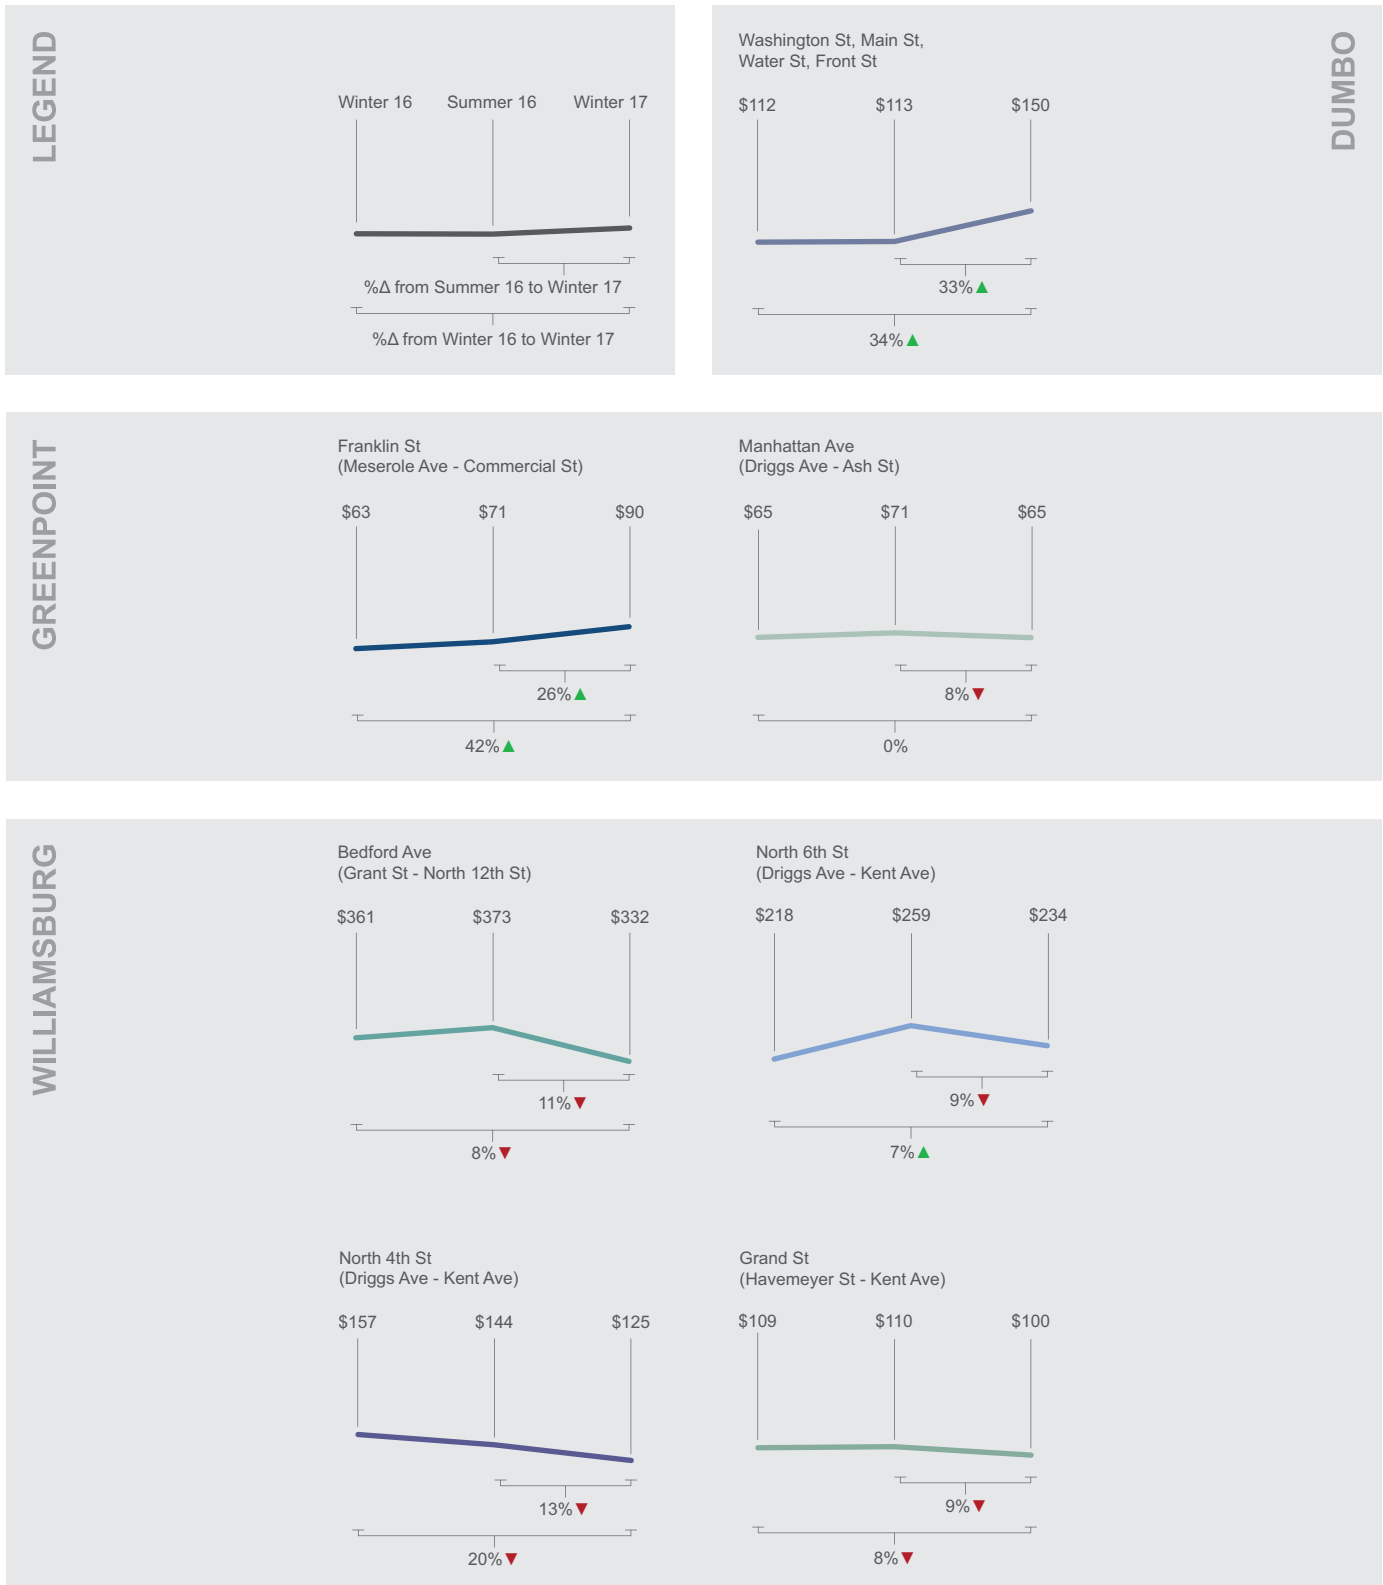 LEGEND
Winter 16 Summer 16 Winter 17
%Δ from Summer 16 to Winter 17
%Δ from Winter 16 to Winter 17
DUMBO
Washington St, Main St,
Water St, Front St
$112 $113 $150
33% ▲
34% ▲
GREENPOINT
Franklin St
(Meserole Ave - Commercial St)
$63 $71 $90
26% ▲
42% ▲
Manhattan Ave
(Driggs Ave - Ash St)
$65 $71 $65
8% ▼
0%
WILLIAMSBURG
Bedford Ave
(Grant St - North 12th St)
$361 $373 $332
11% ▼
8% ▼
North 6th St
(Driggs Ave - Kent Ave)
$218 $259 $234
9% ▼
7% ▲
North 4th St
(Driggs Ave - Kent Ave)
$157 $144 $125
13% ▼
20% ▼
Grand St
(Havemeyer St - Kent Ave)
$109 $110 $100
9% ▼
8% ▼